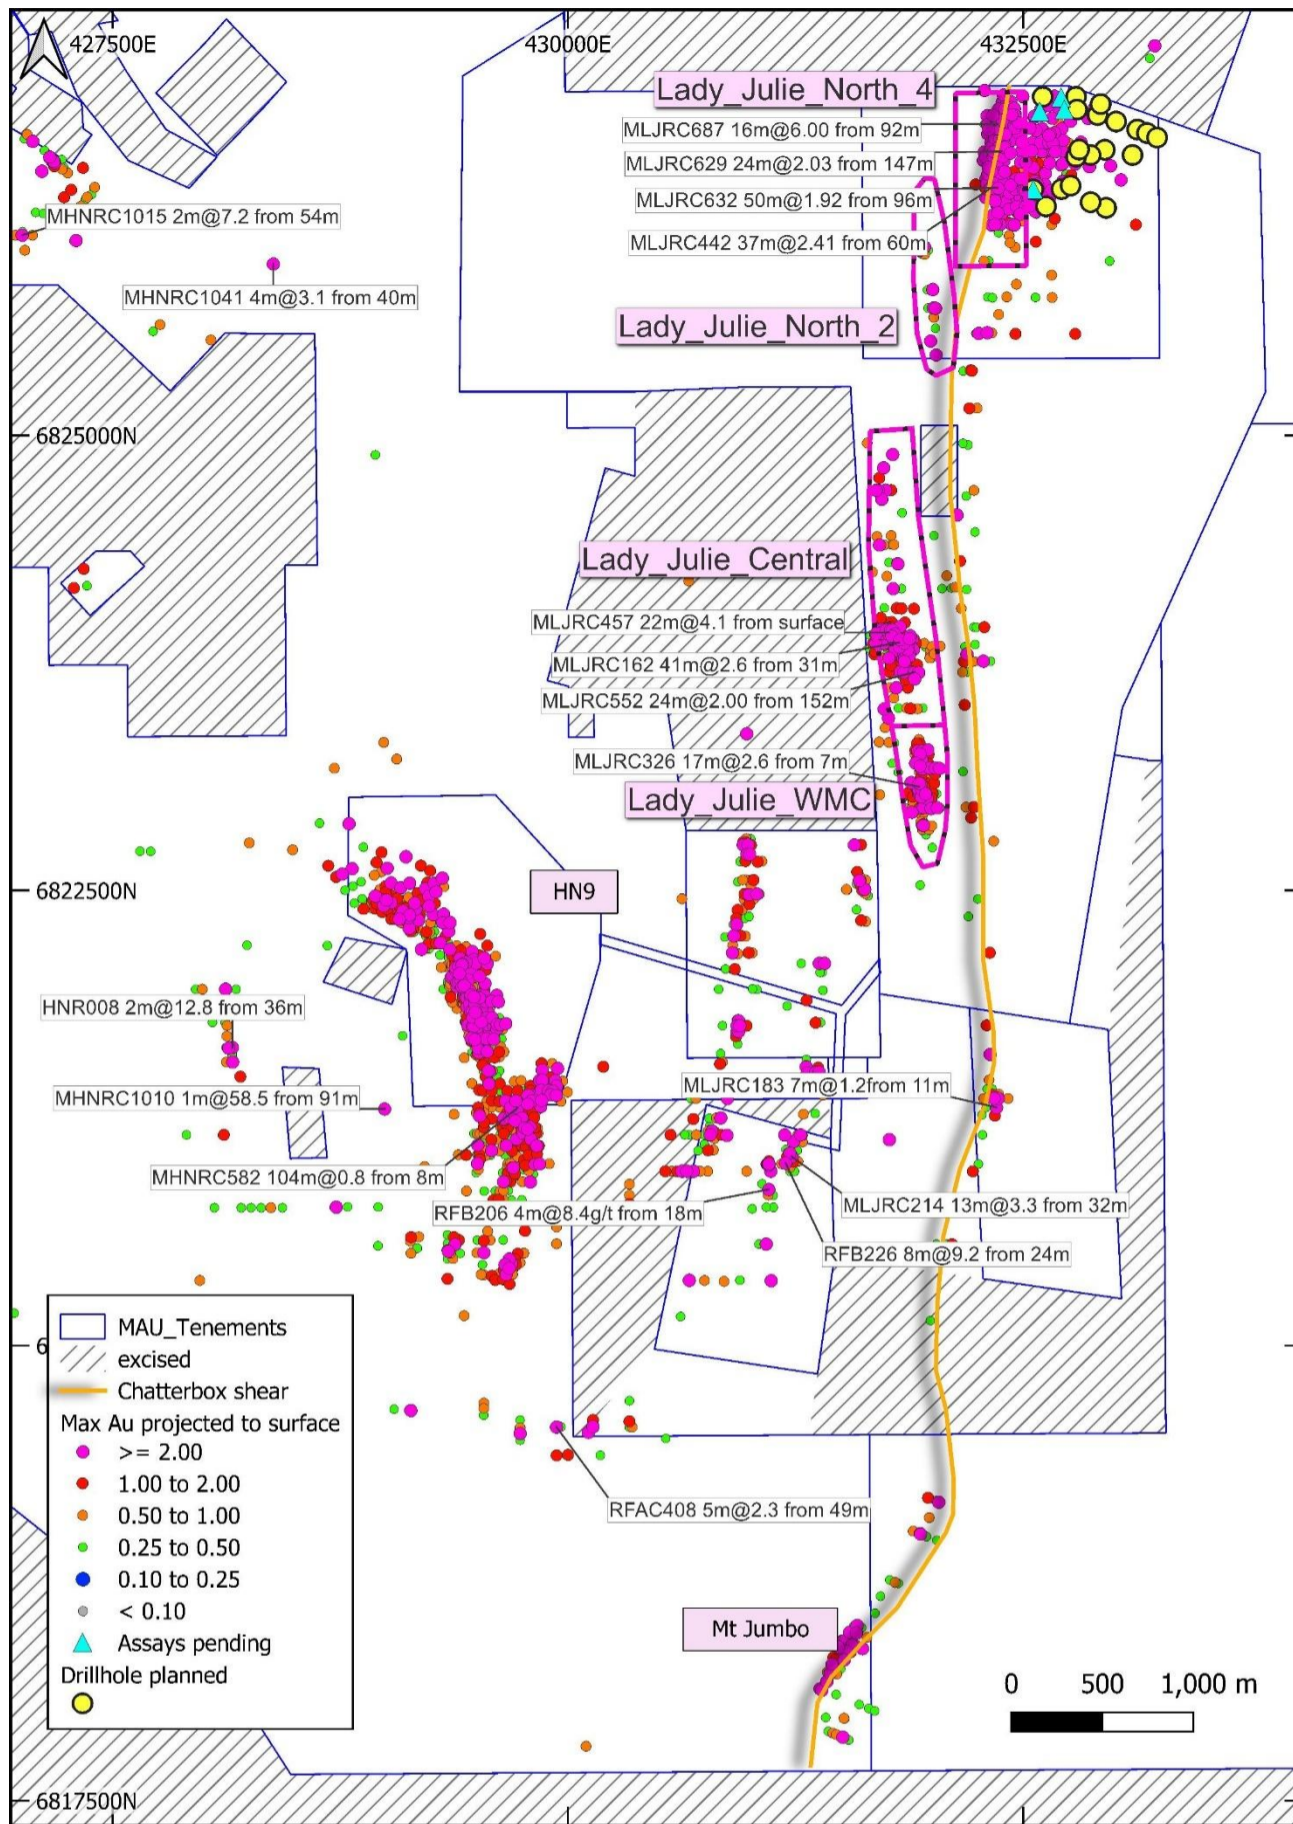 427500E
430000E
432500E
Lady_Julie_North_4
MLJRC687 16m@6.00 from 92m
MLJRC629 24m@2.03 from 147m
MLJRC632 50m@1.92 from 96m
MLJRC442 37m@2.41 from 60m
MHNRC1015 2m@7.2 from 54m
MHNRC1041 4m@3.1 from 40m
Lady_Julie_North_2
6825000N
Lady_Julie_Central
MLJRC457 22m@4.1 from surface
MLJRC162 41m@2.6 from 31m
MLJRC552 24m@2.00 from 152m
MLJRC326 17m@2.6 from 7m
Lady_Julie_WMC
6822500N
HN9
HNR008 2m@12.8 from 36m
MLJRC183 7m@1.2from 11m
MHNRC1010 1m@58.5 from 91m
MHNRC582 104m@0.8 from 8m
RFB206 4m@8.4g/t from 18m
MLJRC214 13m@3.3 from 32m
RFB226 8m@9.2 from 24m
MAU_Tenements
excised
Chatterbox shear
Max Au projected to surface
>= 2.00
1.00 to 2.00
0.50 to 1.00
0.25 to 0.50
0.10 to 0.25
< 0.10
Assays pending
Drillhole planned
RFAC408 5m@2.3 from 49m
Mt Jumbo
0 500 1,000 m
6817500N